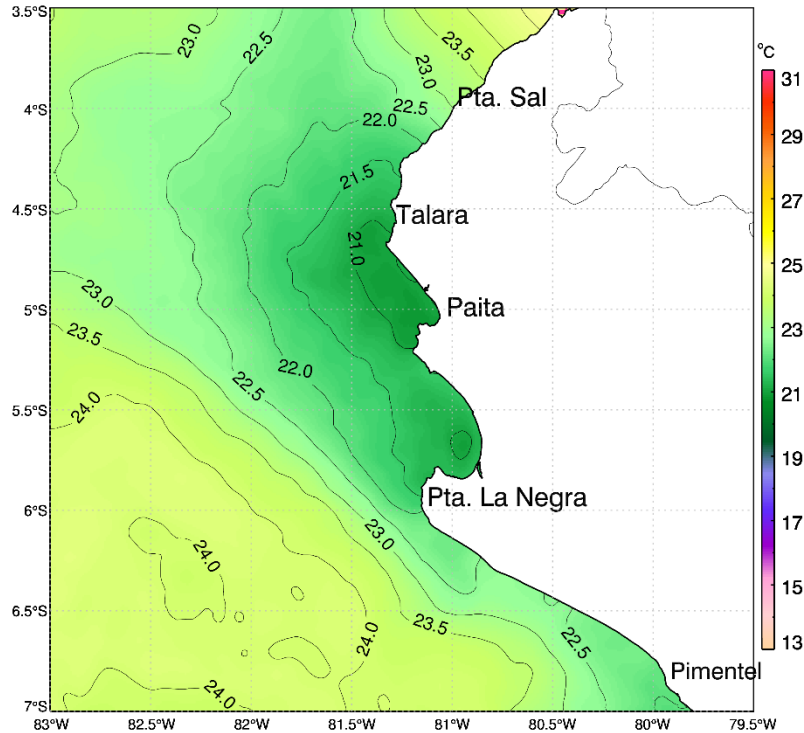 3.5°S
4°S
4.5°S
5°S
5.5°S
6°S
6.5°S
7°S
83°W
82.5°W
82°W
81.5°W
81°W
80.5°W
80°W
79.5°W
23.0
22.5
23.5
23.0
22.5
22.0
Pta. Sal
21.5
Talara
21.0
Paita
23.0
23.5
22.0
22.5
24.0
Pta. La Negra
23.0
24.0
23.5
24.0
22.5
24.0
Pimentel
°C
31
29
27
25
23
21
19
17
15
13